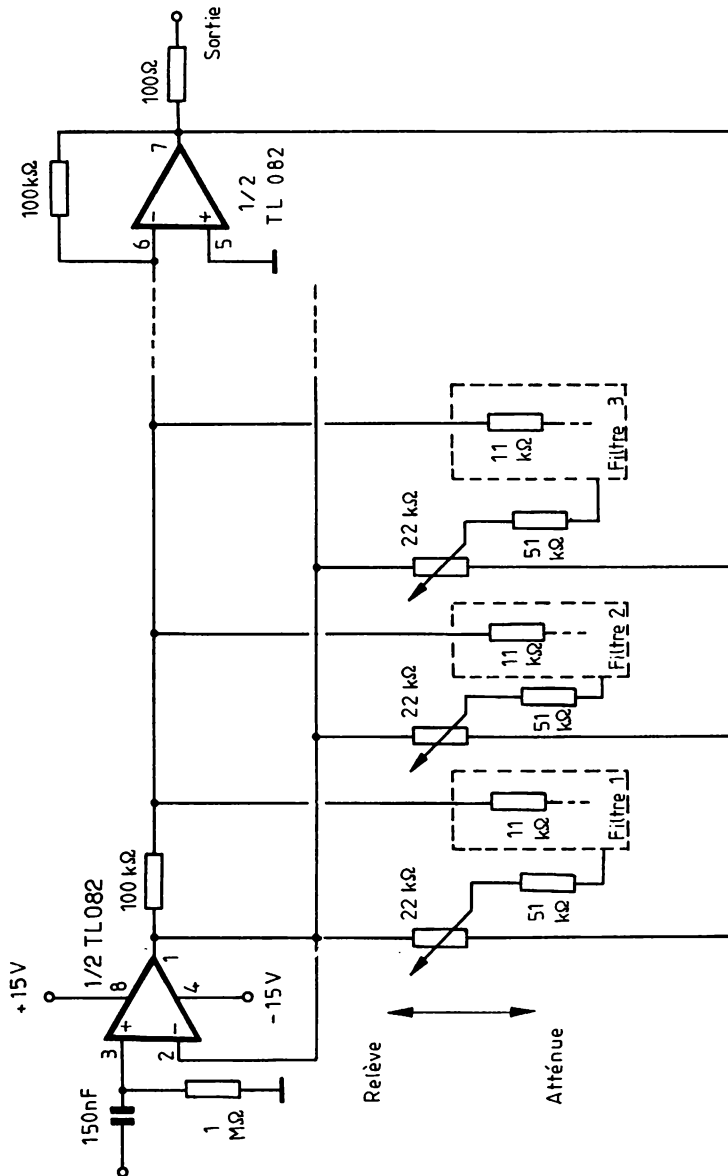 Sortie
100Ω
100kΩ
7
6
5
-
+
1/2
TL 082
100 kΩ
1/2 TL082
+15V
8
1
4
-15V
3
2
+
-
150nF
1
MΩ
22 kΩ
51
kΩ
11
kΩ
Filtre 1
22 kΩ
51
kΩ
11
kΩ
Filtre 2
22 kΩ
51
kΩ
11
kΩ
Filtre 3
Relève
Atténue